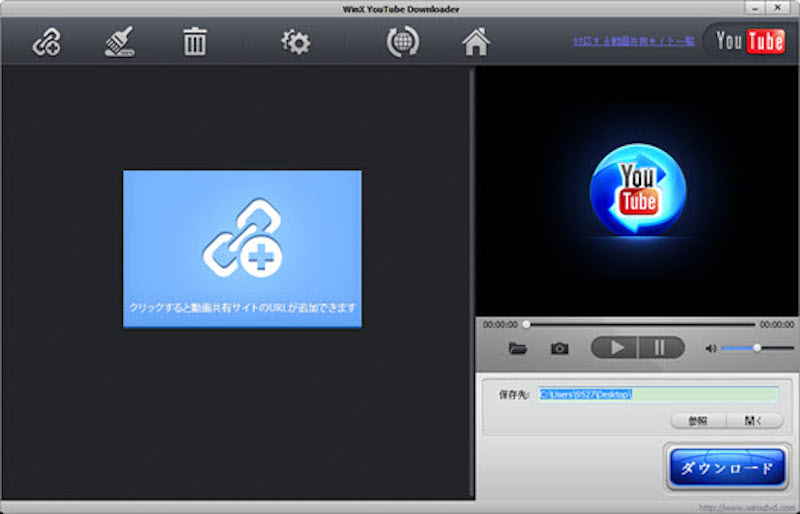 WinX YouTube Downloader
対応する動画共有サイト一覧
YouTube
You
Tube
クリックすると動画共有サイトのURLが追加できます
00:00:00
00:00:00
保存先:
C:\Users\9527\Desktop\
参照
開く
ダウンロード
http://www.winxdvd.com